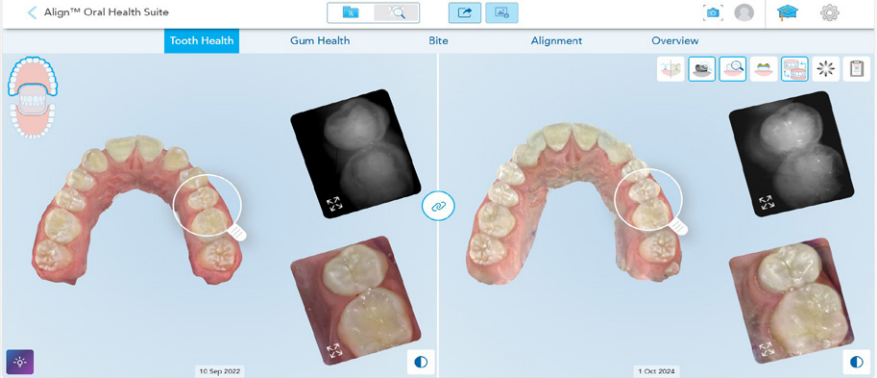 Align™ Oral Health Suite
Tooth Health
Gum Health
Bite
Alignment
Overview
10 Sep 2022
1 Oct 2024